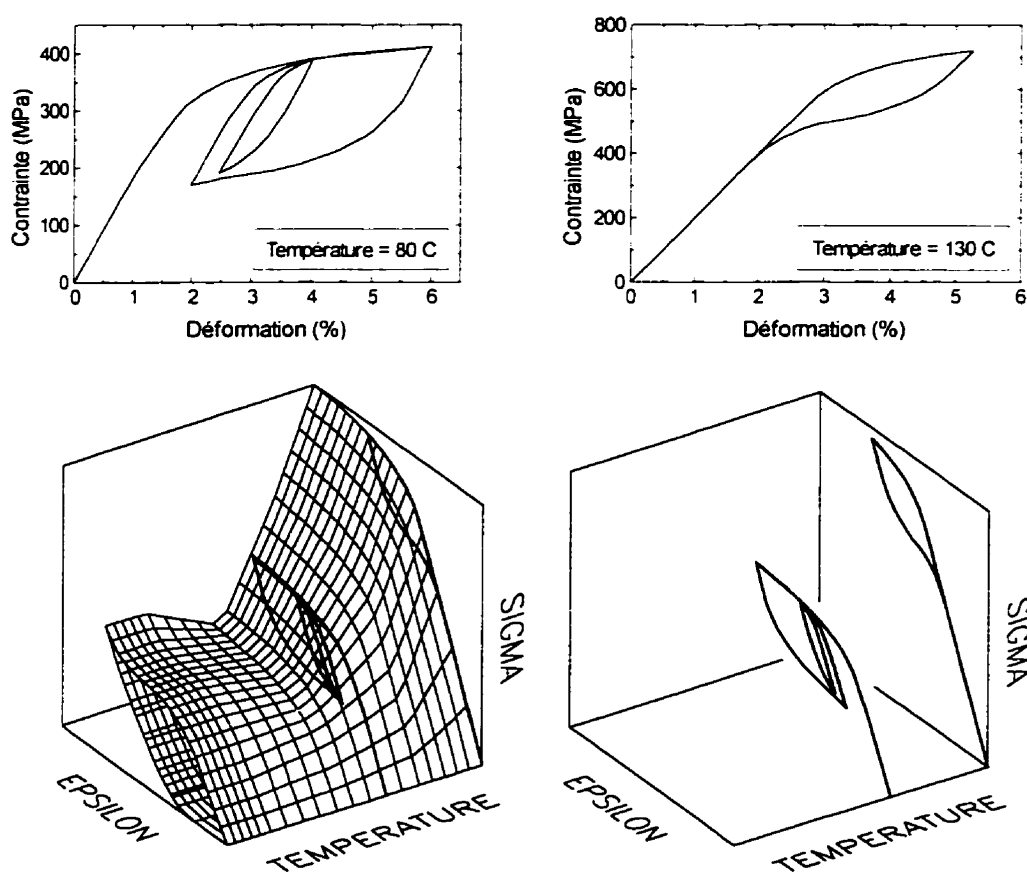 Contrainte (MPa)
400
300
200
100
0
0 1 2 3 4 5 6
Déformation (%)
Température = 80 C
Contrainte (MPa)
800
600
400
200
0
0 1 2 3 4 5 6
Déformation (%)
Température = 130 C
SIGMA
EPSILON
TEMPERATURE
SIGMA
EPSILON
TEMPERATURE